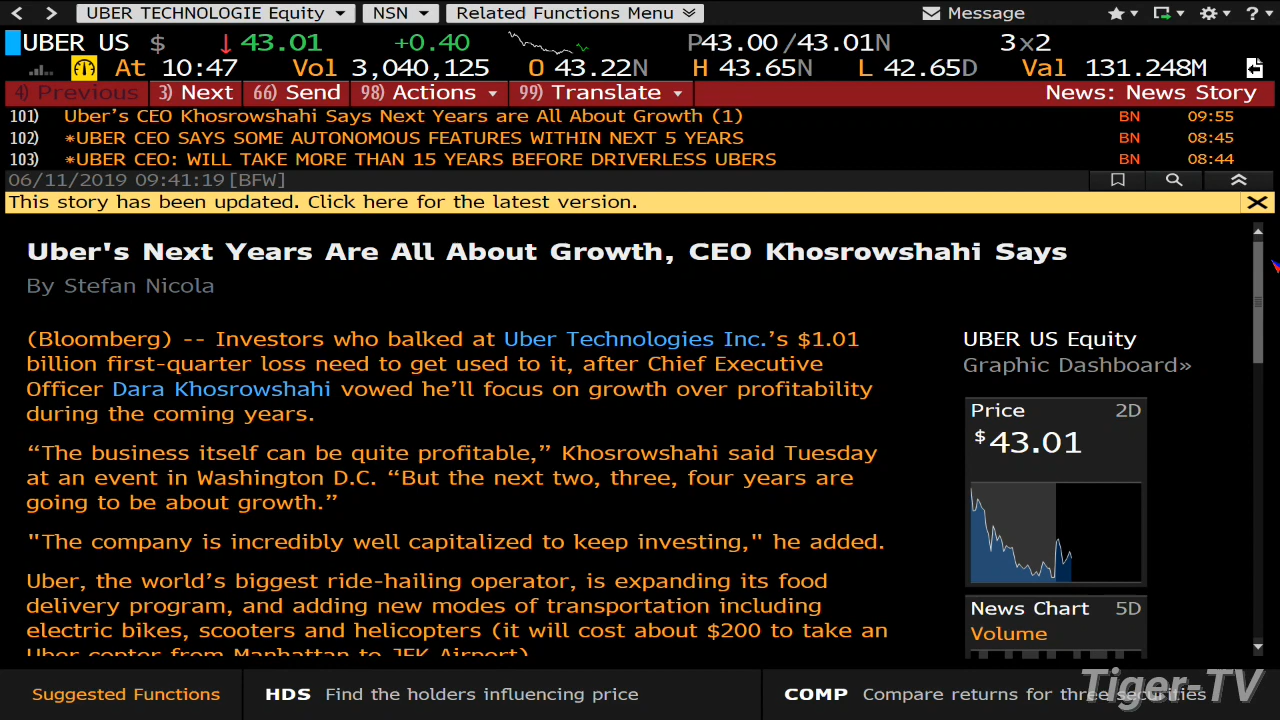 UBER TECHNOLOGIE Equity NSN Related Functions Menu Message ?
UBER US $ ↓43.01 +0.40 P43.00 /43.01N 3x2
At 10:47 Vol 3,040,125 O 43.22N H 43.65N L 42.65D Val 131.248M
4) Previous 3) Next 66) Send 98) Actions 99) Translate News: News Story
101) Uber's CEO Khosrowshahi Says Next Years are All About Growth (1) BN 09:55
102) *UBER CEO SAYS SOME AUTONOMOUS FEATURES WITHIN NEXT 5 YEARS BN 08:45
103) *UBER CEO: WILL TAKE MORE THAN 15 YEARS BEFORE DRIVERLESS UBERS BN 08:44
06/11/2019 09:41:19 [BFW]
This story has been updated. Click here for the latest version.
Uber's Next Years Are All About Growth, CEO Khosrowshahi Says
By Stefan Nicola
(Bloomberg) -- Investors who balked at Uber Technologies Inc.’s $1.01
billion first-quarter loss need to get used to it, after Chief Executive
Officer Dara Khosrowshahi vowed he’ll focus on growth over profitability
during the coming years.
“The business itself can be quite profitable,” Khosrowshahi said Tuesday
at an event in Washington D.C. “But the next two, three, four years are
going to be about growth.”
"The company is incredibly well capitalized to keep investing," he added.
Uber, the world’s biggest ride-hailing operator, is expanding its food
delivery program, and adding new modes of transportation including
electric bikes, scooters and helicopters (it will cost about $200 to take an
Uber copter from Manhattan to JFK Airport)
UBER US Equity
Graphic Dashboard»
Price 2D
$43.01
News Chart 5D
Volume
Suggested Functions HDS Find the holders influencing price COMP Compare returns for three securities
Tiger-TV